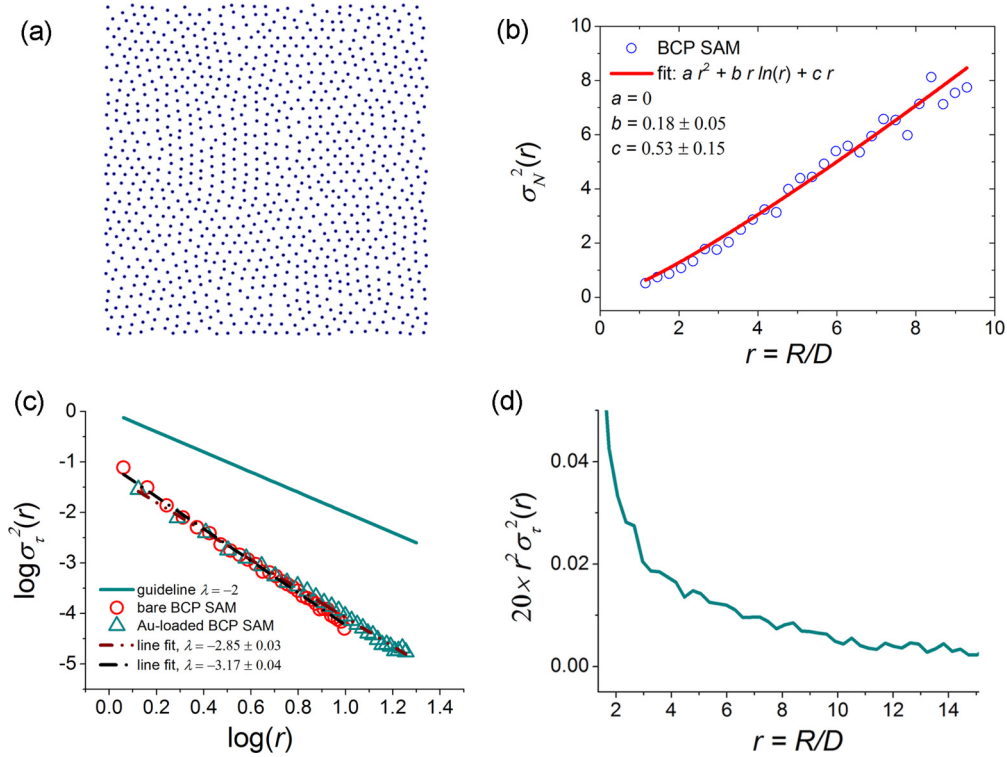 (a)
(b)
10
8
6
4
2
0
σ_N²(r)
BCP SAM
fit: a r² + b r ln(r) + c r
a = 0
b = 0.18 ± 0.05
c = 0.53 ± 0.15
0 2 4 6 8 10
r = R/D
(c)
0
-1
-2
-3
-4
-5
logσ_τ²(r)
guideline λ = −2
bare BCP SAM
Au-loaded BCP SAM
line fit, λ = −2.85 ± 0.03
line fit, λ = −3.17 ± 0.04
0.0 0.2 0.4 0.6 0.8 1.0 1.2 1.4
log(r)
(d)
0.04
0.02
0.00
20× r² σ_τ²(r)
2 4 6 8 10 12 14
r = R/D